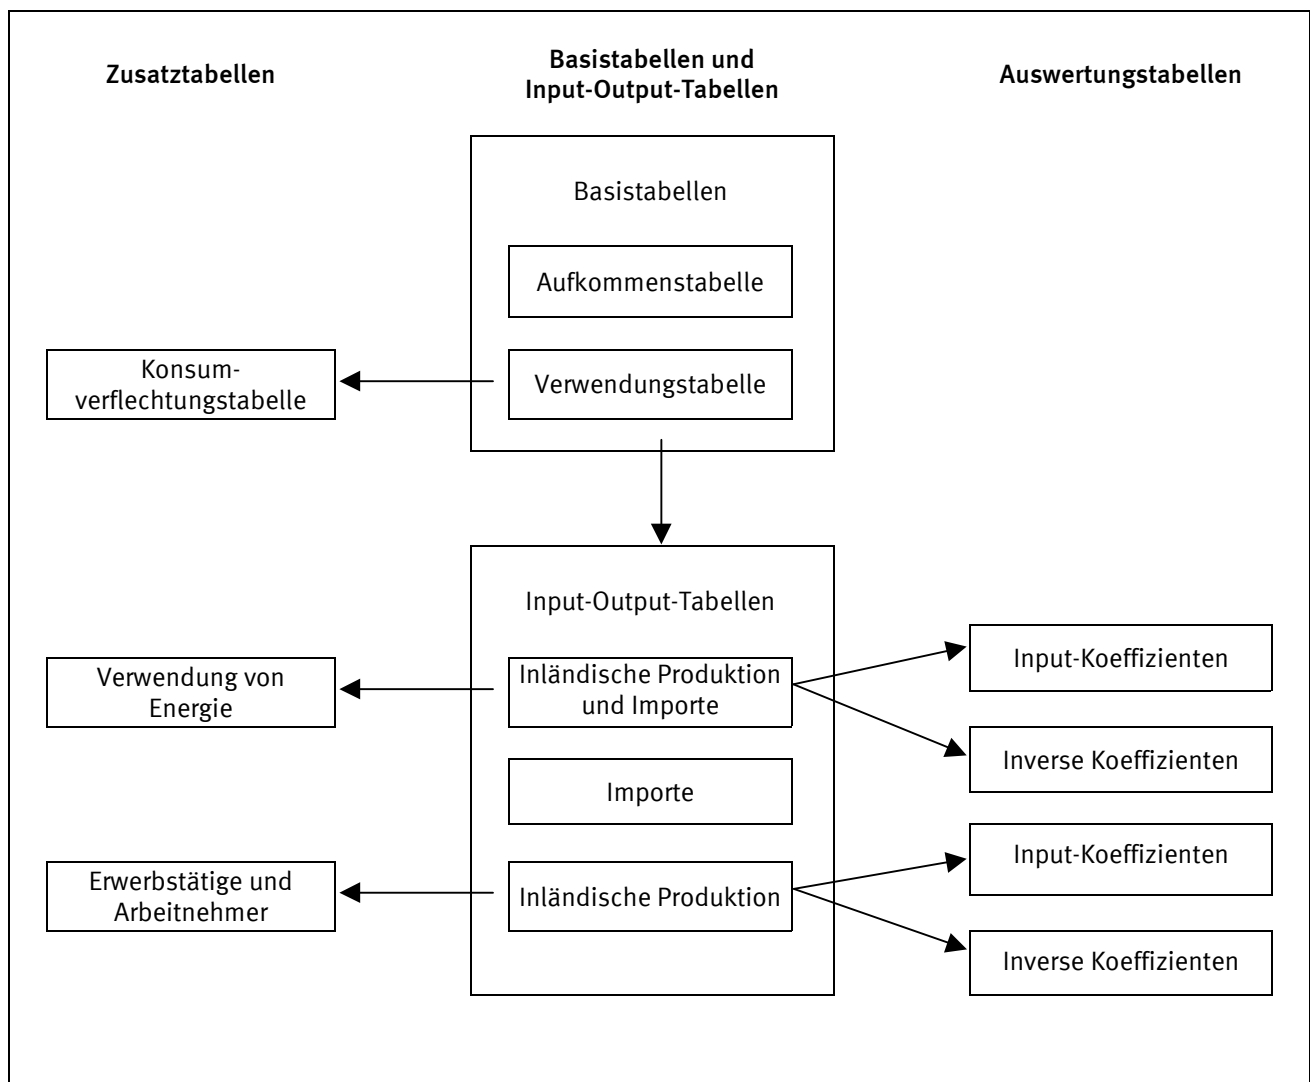 Zusatztabellen
Basistabellen und
Input-Output-Tabellen
Auswertungstabellen
Basistabellen
Aufkommenstabelle
Konsum-
verflechtungstabelle
Verwendungstabelle
Input-Output-Tabellen
Verwendung von
Energie
Inländische Produktion
und Importe
Input-Koeffizienten
Inverse Koeffizienten
Importe
Erwerbstätige und
Arbeitnehmer
Inländische Produktion
Input-Koeffizienten
Inverse Koeffizienten